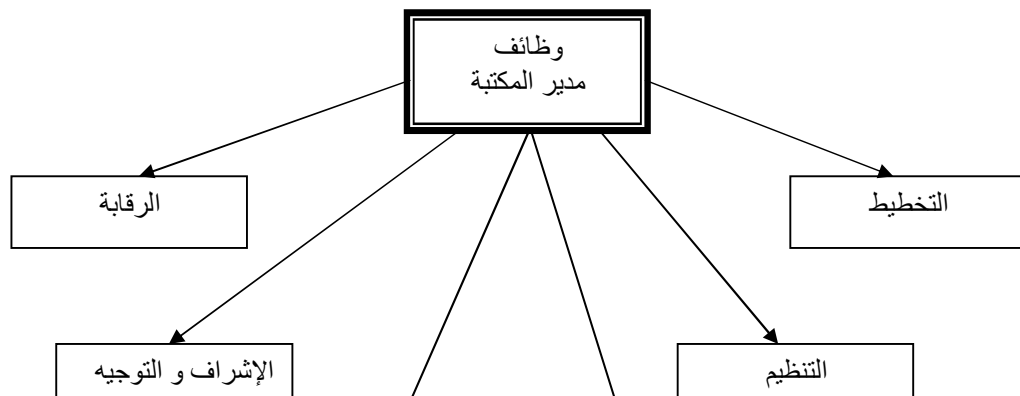 وظائف
مدير المكتبة
التخطيط
الرقابة
التنظيم
الإشراف و التوجيه